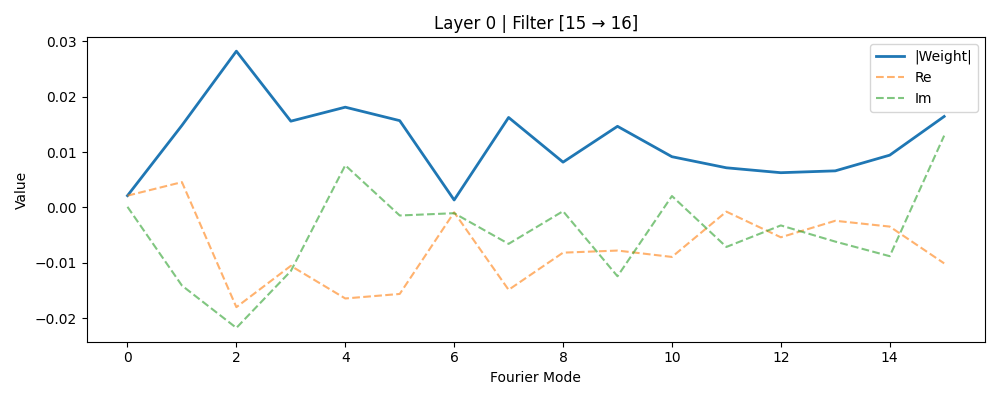 Layer 0 | Filter [15 → 16]
0.03
0.02
0.01
0.00
−0.01
−0.02
Value
|Weight|
Re
Im
0 2 4 6 8 10 12 14
Fourier Mode